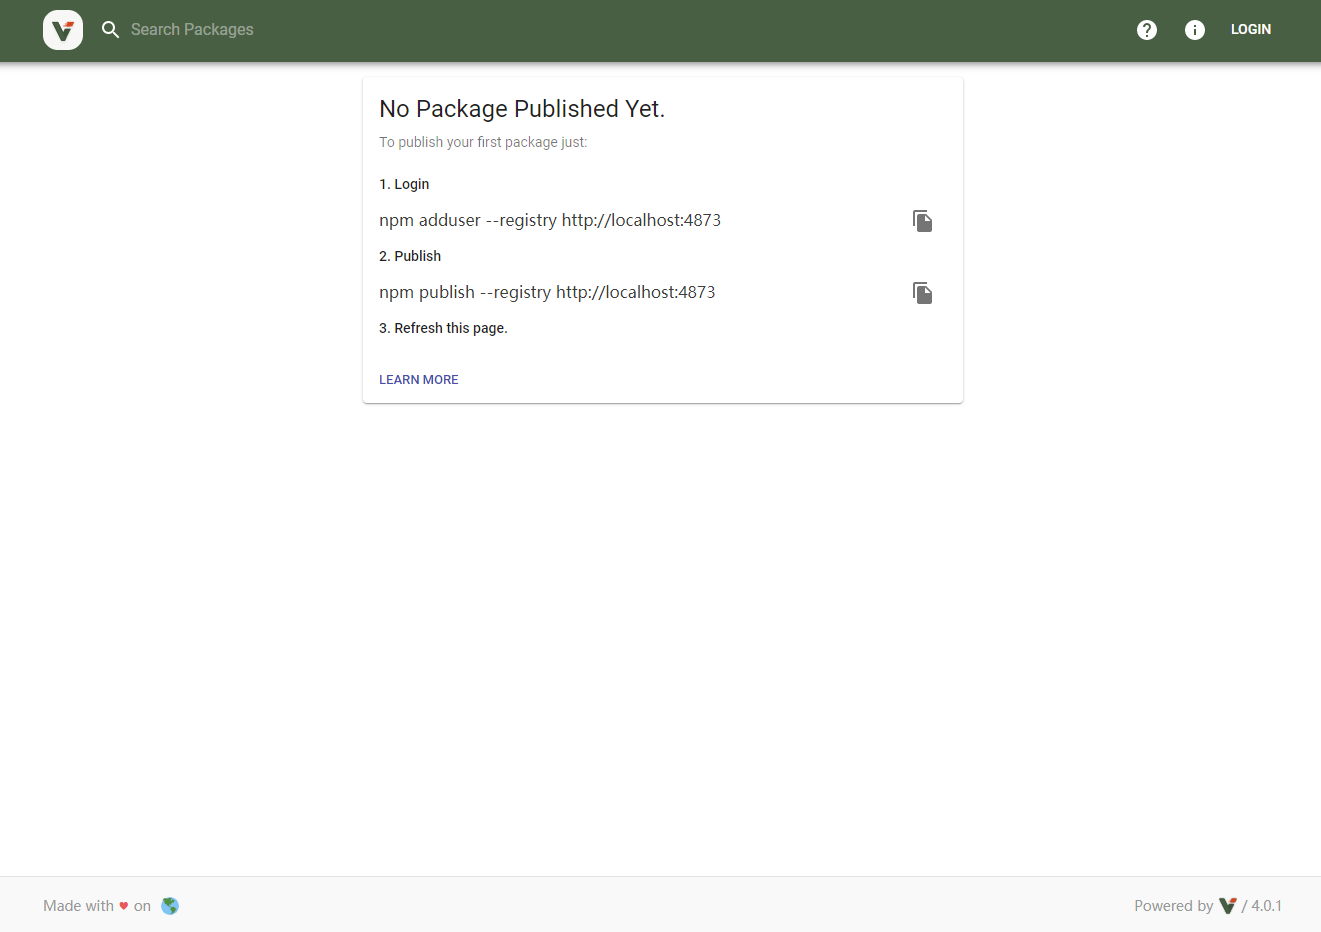 Search Packages
LOGIN
No Package Published Yet.
To publish your first package just:
1. Login
npm adduser --registry http://localhost:4873
2. Publish
npm publish --registry http://localhost:4873
3. Refresh this page.
LEARN MORE
Made with on
Powered by / 4.0.1